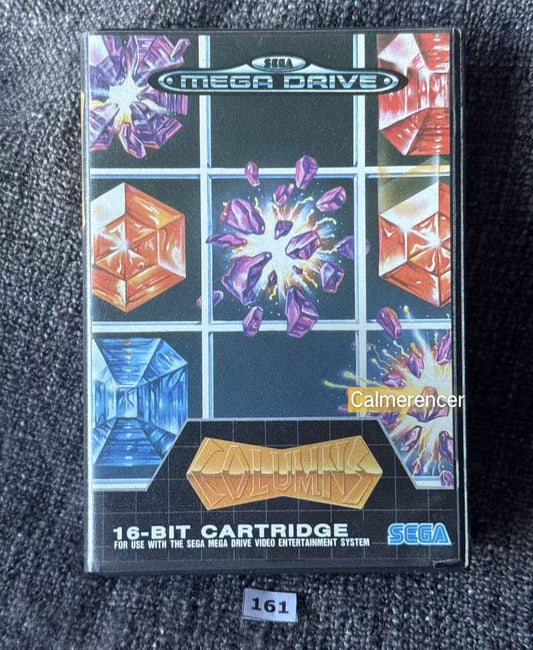 SEGA
MEGA DRIVE
Calmerencer
COLUMNS
16-BIT CARTRIDGE
FOR USE WITH THE SEGA MEGA DRIVE VIDEO ENTERTAINMENT SYSTEM
SEGA
161